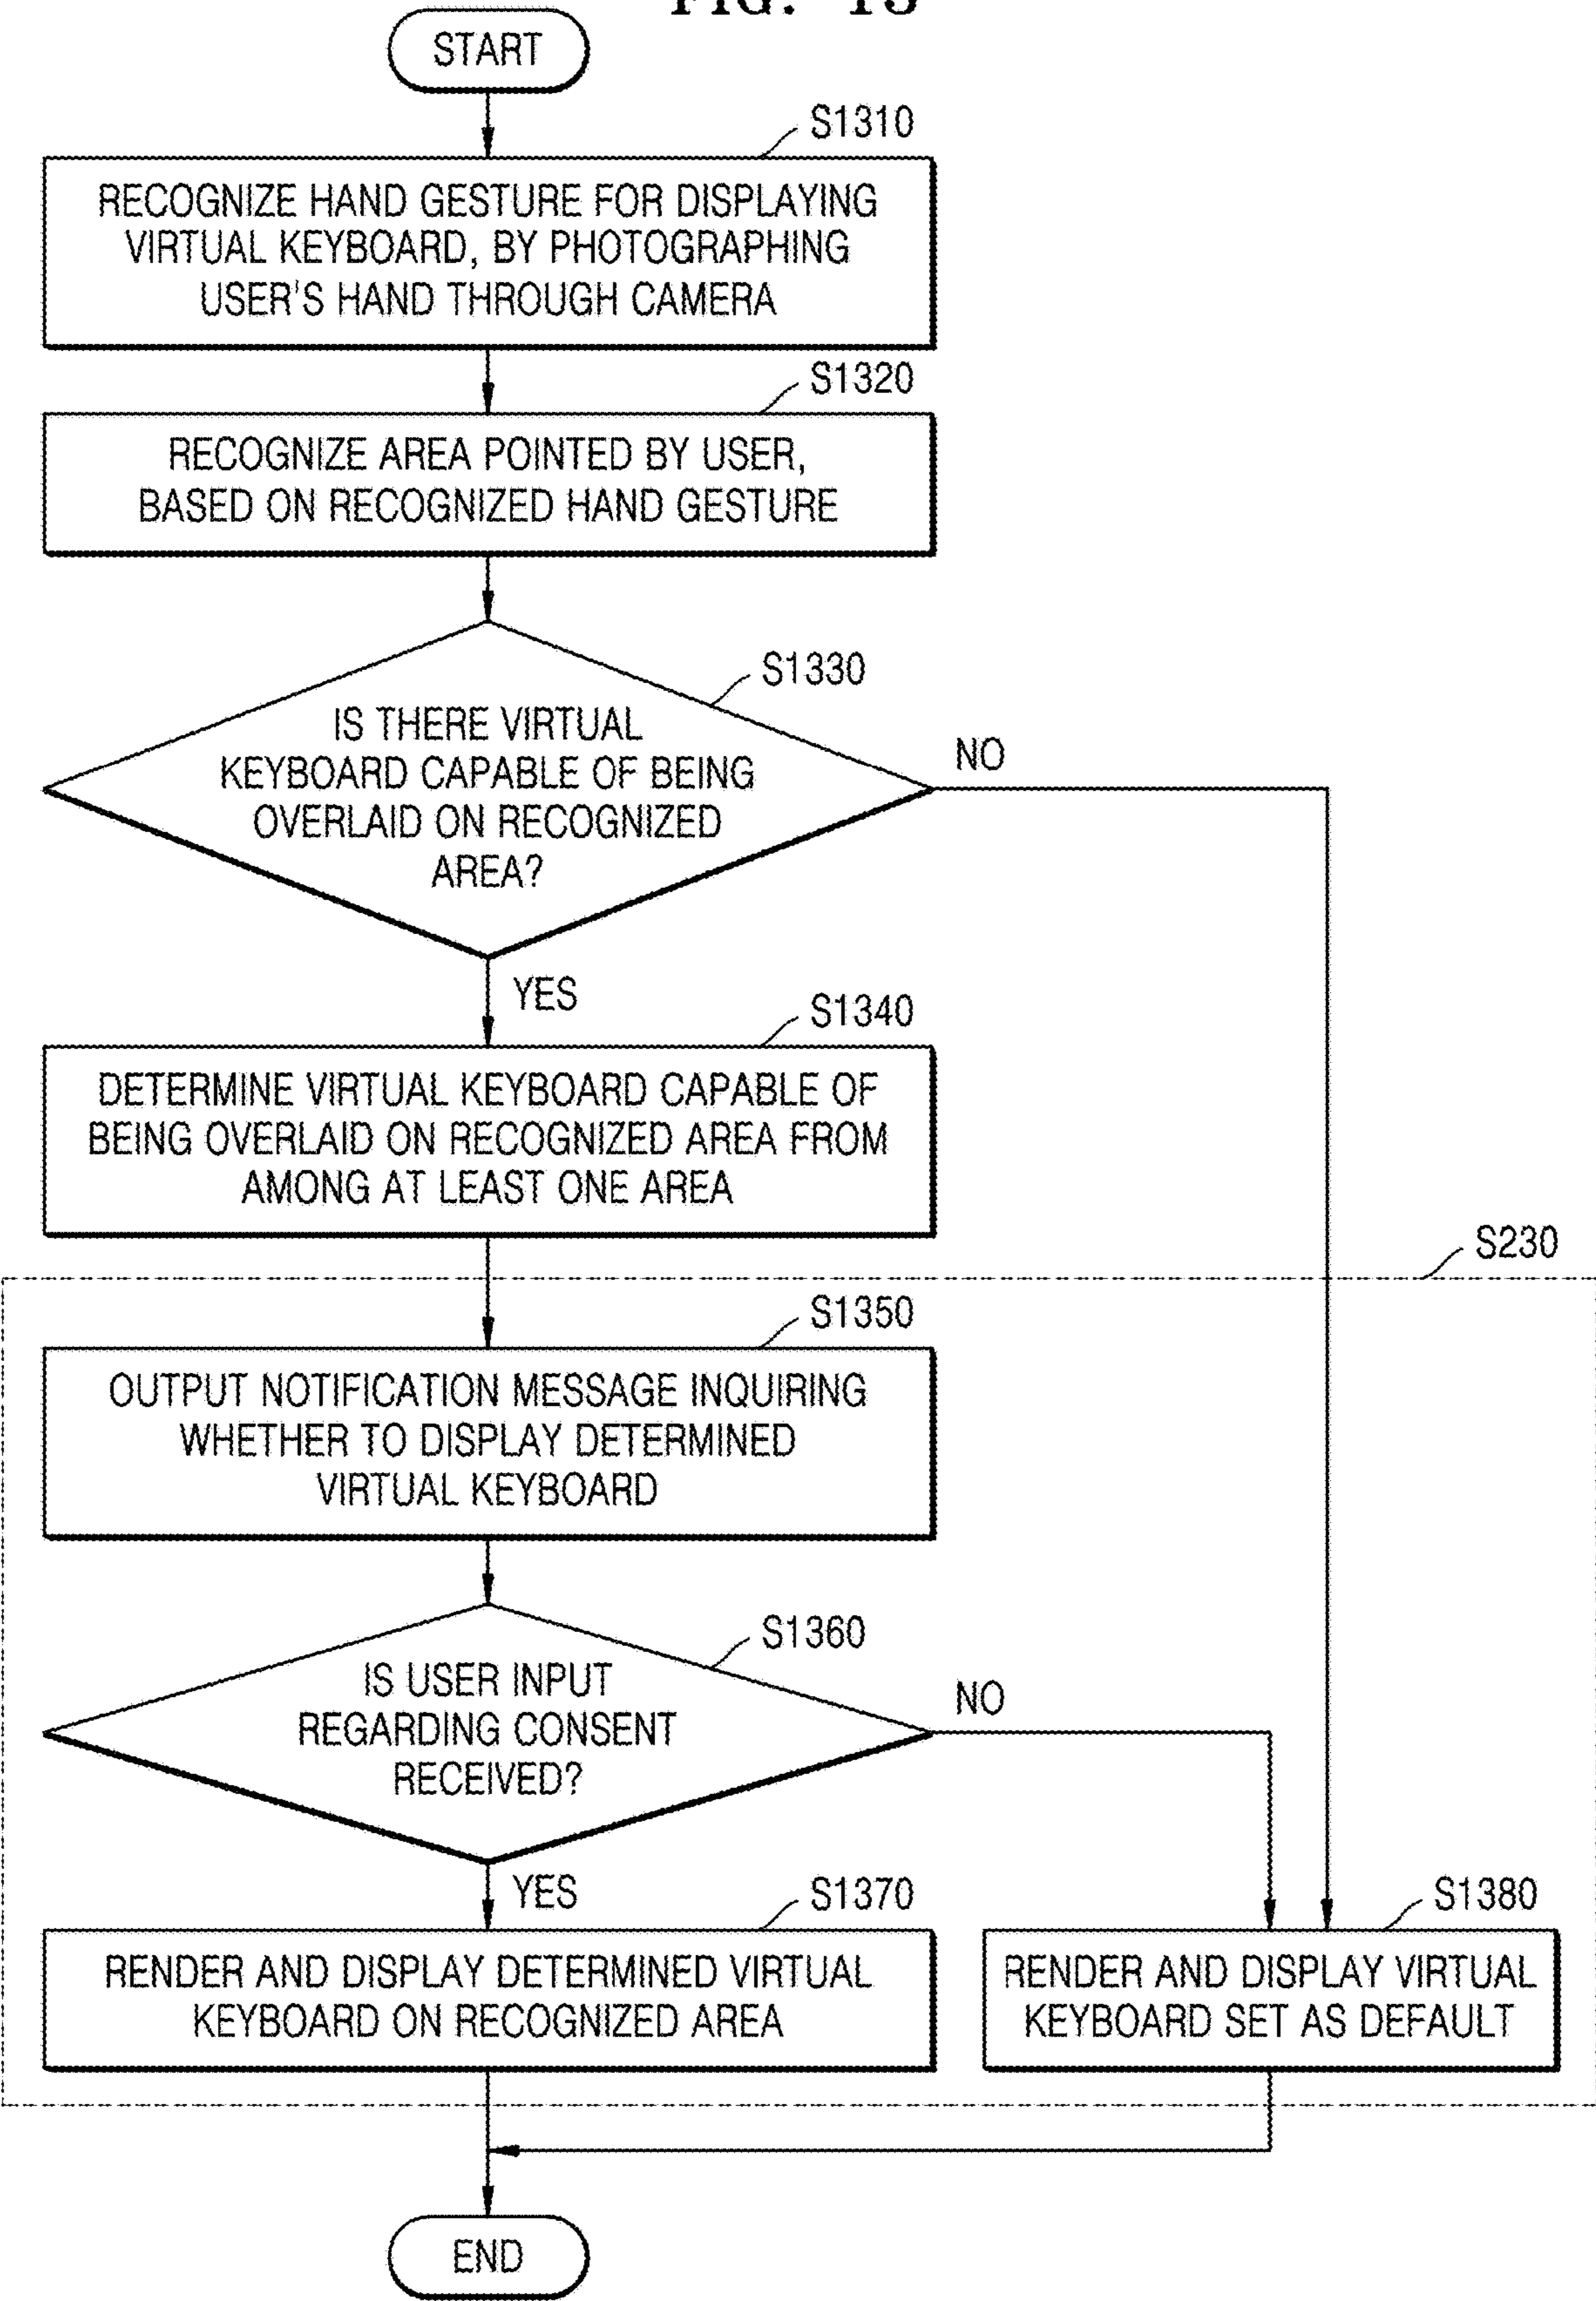 FIG. 13
START
S1310
RECOGNIZE HAND GESTURE FOR DISPLAYING
VIRTUAL KEYBOARD, BY PHOTOGRAPHING
USER'S HAND THROUGH CAMERA
S1320
RECOGNIZE AREA POINTED BY USER,
BASED ON RECOGNIZED HAND GESTURE
S1330
IS THERE VIRTUAL
KEYBOARD CAPABLE OF BEING
OVERLAID ON RECOGNIZED
AREA?
NO
YES
S1340
DETERMINE VIRTUAL KEYBOARD CAPABLE OF
BEING OVERLAID ON RECOGNIZED AREA FROM
AMONG AT LEAST ONE AREA
S230
S1350
OUTPUT NOTIFICATION MESSAGE INQUIRING
WHETHER TO DISPLAY DETERMINED
VIRTUAL KEYBOARD
S1360
IS USER INPUT
REGARDING CONSENT
RECEIVED?
NO
YES
S1370
RENDER AND DISPLAY DETERMINED VIRTUAL
KEYBOARD ON RECOGNIZED AREA
S1380
RENDER AND DISPLAY VIRTUAL
KEYBOARD SET AS DEFAULT
END